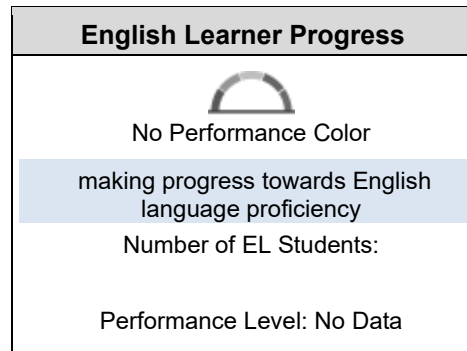 English Learner Progress
No Performance Color
making progress towards English
language proficiency
Number of EL Students:
Performance Level: No Data